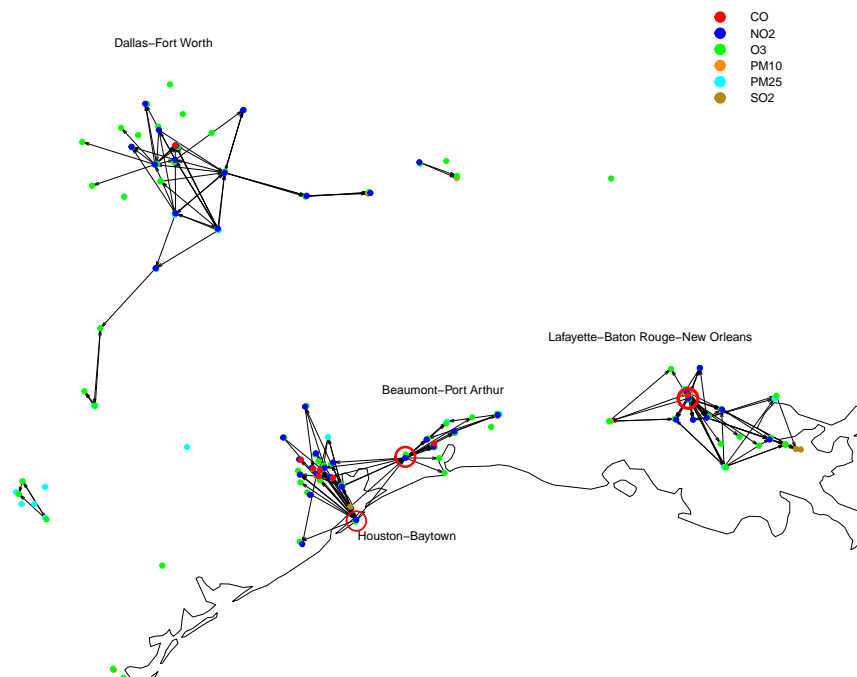 CO
NO2
Dallas−Fort Worth
O3
PM10
PM25
SO2
Lafayette−Baton Rouge−New Orleans
Beaumont−Port Arthur
Houston−Baytown